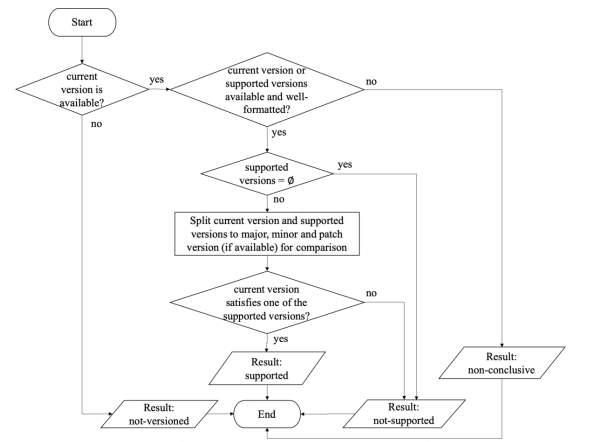 Start
current
version is
available?
yes
no
current version or
supported versions
available and well-
formatted?
no
yes
supported
versions = Ø
yes
no
Split current version and supported
versions to major, minor and patch
version (if available) for comparison
current version
satisfies one of the
supported versions?
no
yes
Result:
supported
Result:
non-conclusive
Result:
not-versioned
End
Result:
not-supported